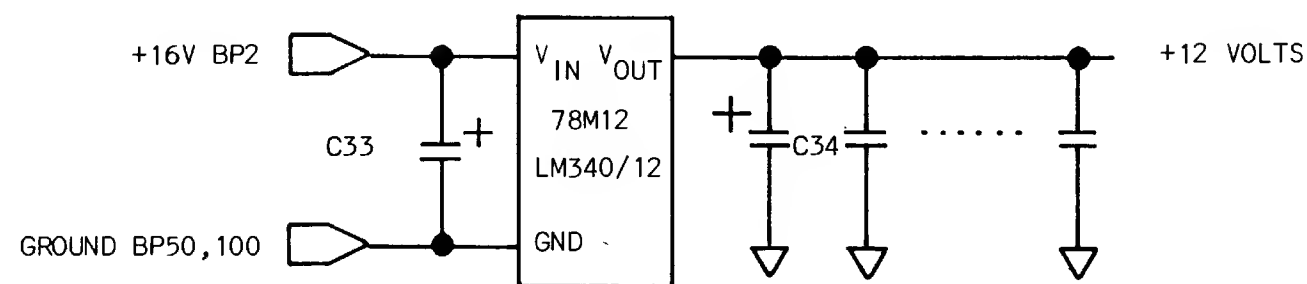 +16V BP2
V IN V OUT
+12 VOLTS
78M12
C33
+
+
C34
LM340/12
GROUND BP50,100
GND